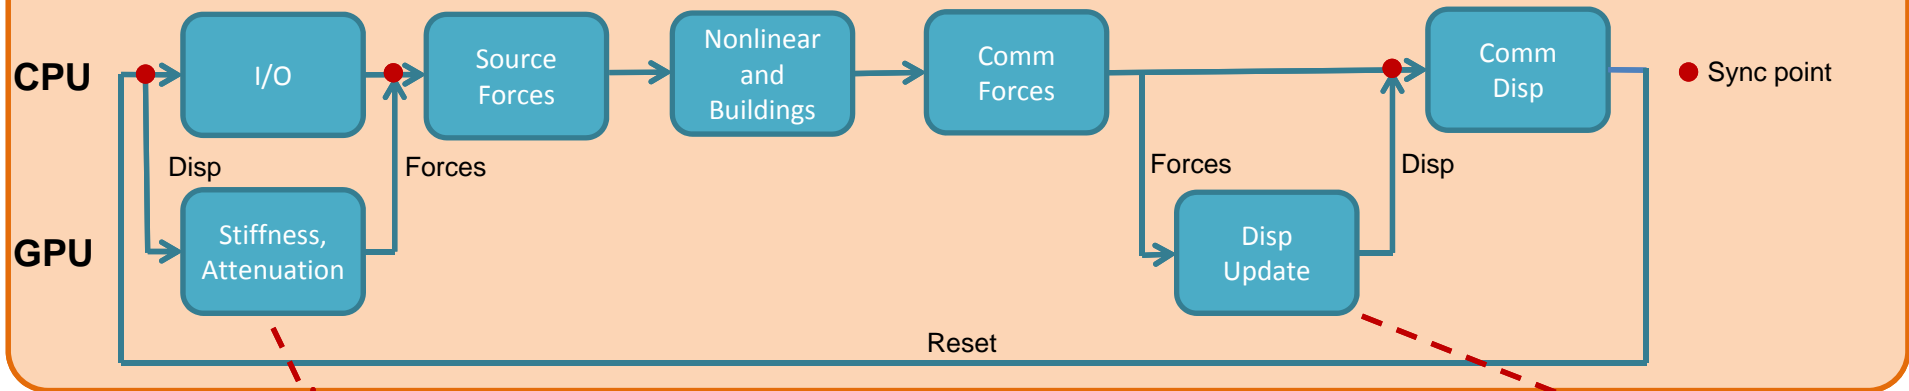 CPU
I/O
Source
Forces
Nonlinear
and
Buildings
Comm
Forces
Comm
Disp
Sync point
Disp
Forces
Forces
Disp
GPU
Stiffness,
Attenuation
Disp
Update
Reset